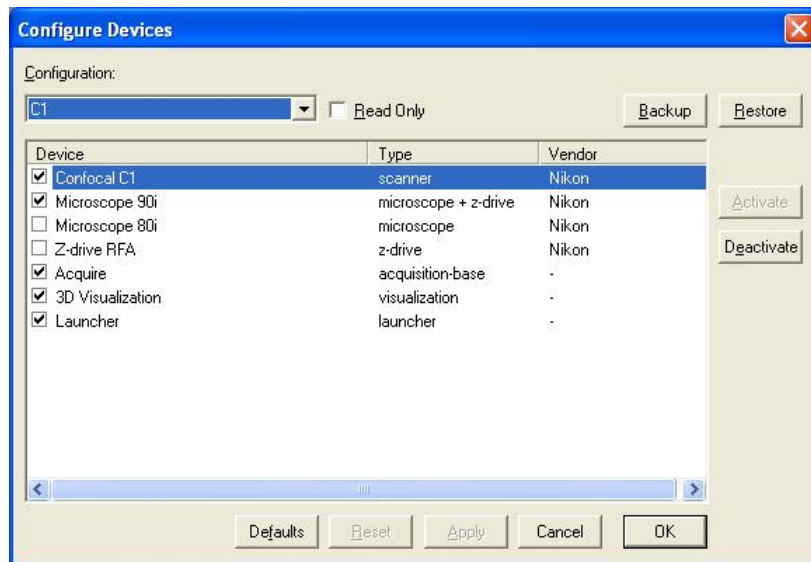 Configure Devices
Configuration:
C1 Read Only Backup Restore
Device Type Vendor
Confocal C1 scanner Nikon
Microscope 90i microscope + z-drive Nikon
Microscope 80i microscope Nikon
Z-drive RFA z-drive Nikon
Acquire acquisition-base -
3D Visualization visualization -
Launcher launcher -
Activate
Deactivate
Defaults Reset Apply Cancel OK